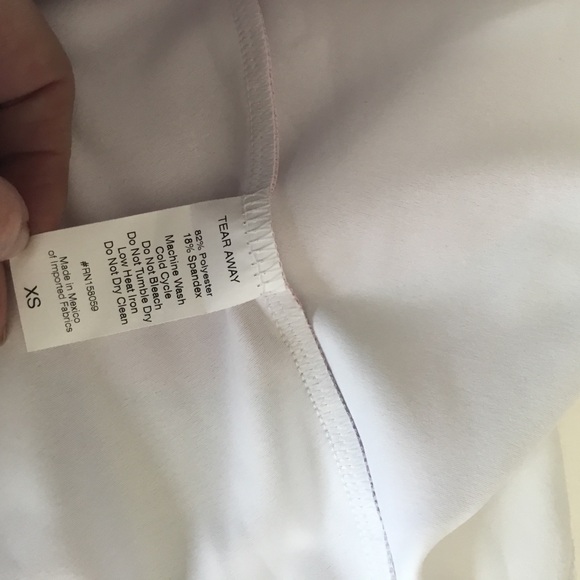 TEAR AWAY
82% Polyester
18% Spandex
Machine Wash
Cold Cycle
Do Not Bleach
Do Not Tumble Dry
Low Heat Iron
Do Not Dry Clean
#RN158059
Made in Mexico
of Imported Fabrics
XS